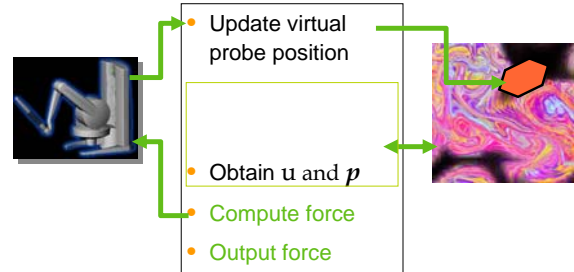 Update virtual
probe position
Obtain u and p
Compute force
Output force